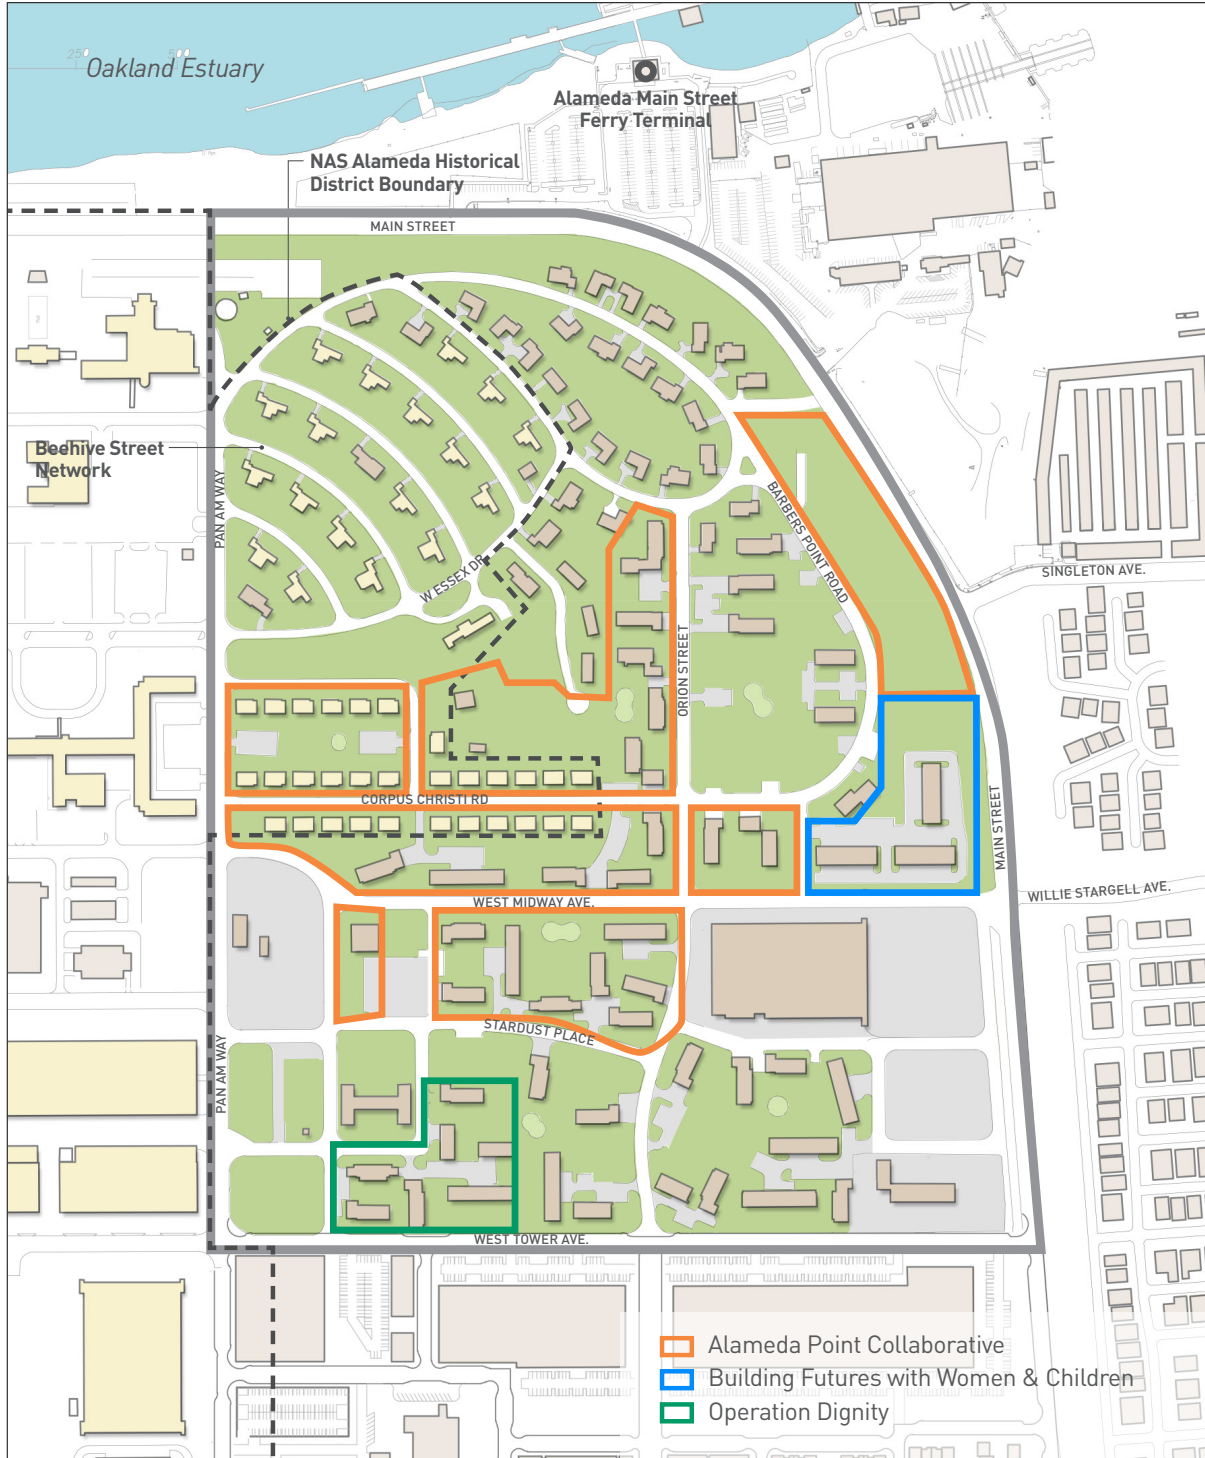 250
500
Oakland Estuary
Alameda Main Street
Ferry Terminal
NAS Alameda Historical
District Boundary
MAIN STREET
Beehive Street
Network
PAN AM WAY
W ESSEX DR
BARBERS POINT ROAD
SINGLETON AVE.
ORION STREET
CORPUS CHRISTI RD
MAIN STREET
WILLIE STARGELL AVE.
WEST MIDWAY AVE.
STARDUST PLACE
PAN AM WAY
WEST TOWER AVE.
Alameda Point Collaborative
Building Futures with Women & Children
Operation Dignity